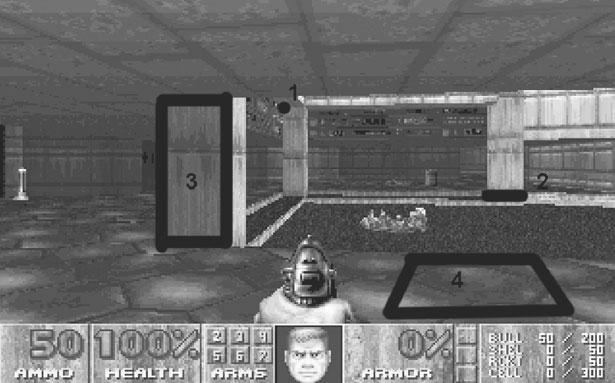 1
2
3
4
50 100% 2 3 4 0% BULL 50 / 200
5 6 7 SHEL 0 / 50
RCKT 0 / 50
CELL 0 / 300
AMMO HEALTH ARMS ARMOR